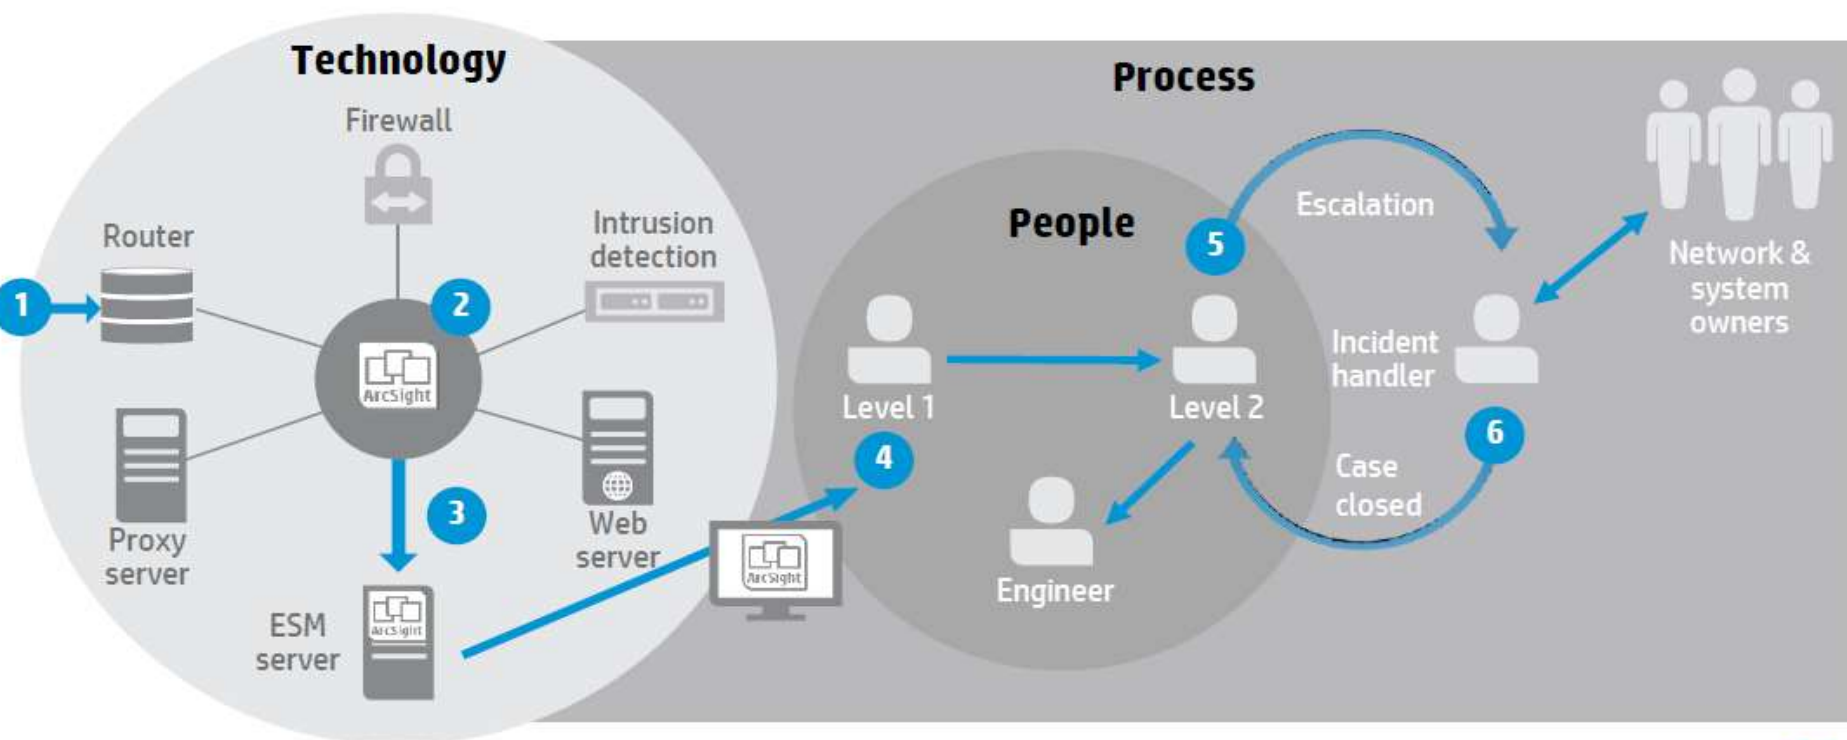 Technology
Process
Firewall
People
Escalation
Router
Intrusion
detection
Network &
system
owners
1
2
5
ArcSight
Incident
handler
Level 1
Level 2
4
6
3
Case
closed
Proxy
server
Web
server
ArcSight
Engineer
ESM
server
ArcSight